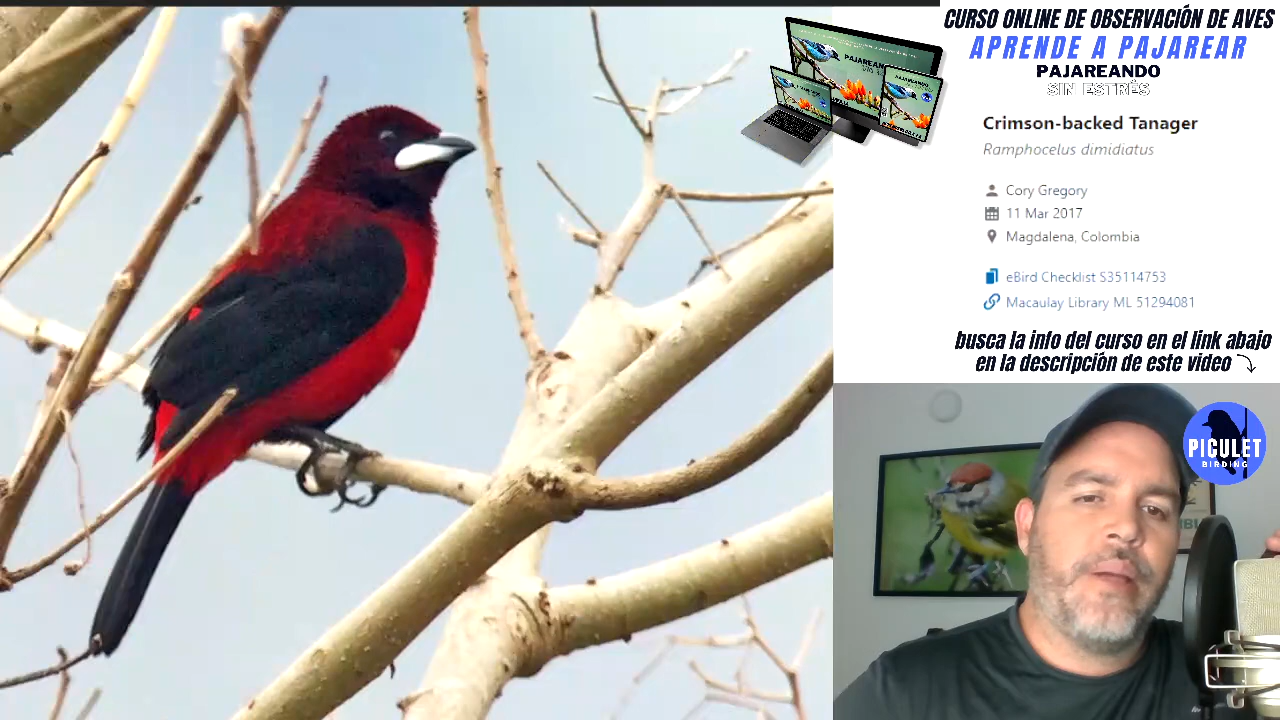 CURSO ONLINE DE OBSERVACIÓN DE AVES
APRENDE A PAJAREAR
PAJAREANDO
SIN ESTRÉS
Crimson-backed Tanager
Ramphocelus dimidiatus
Cory Gregory
11 Mar 2017
Magdalena, Colombia
eBird Checklist S35114753
Macaulay Library ML 51294081
busca la info del curso en el link abajo
en la descripción de este video
PICULET
BIRDING